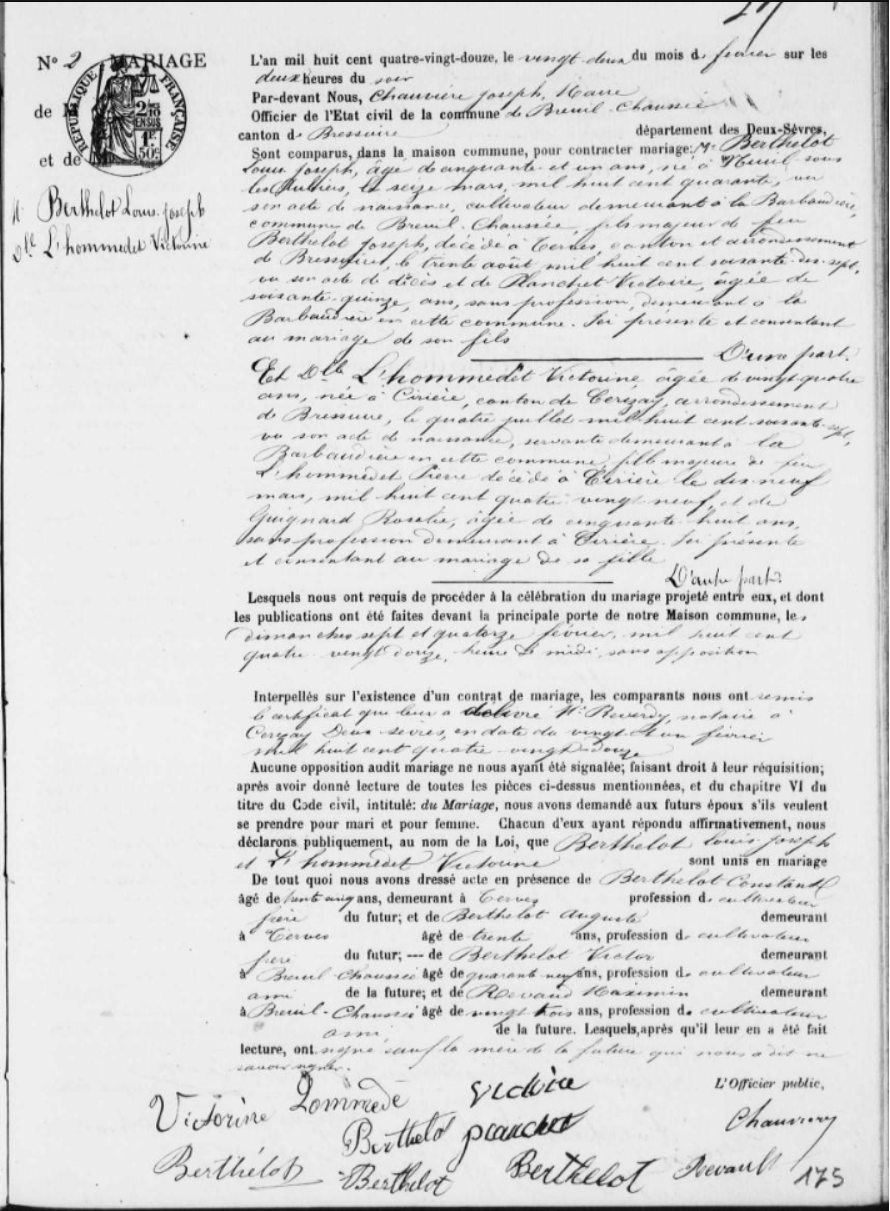 N° 2 MARIAGE
de M
et de M
RÉPUBLIQUE FRANÇAISE
M. Berthelot Louis Joseph
Dlle L'hommedet Victorine
L'an mil huit cent quatre-vingt-douze, le vingt-deux du mois de février sur les
deux heures du soir
Par-devant Nous, Chauvière Joseph, Maire
Officier de l'Etat civil de la commune de Breuil-Chaussée
canton de Bressuire département des Deux-Sèvres,
Sont comparus, dans la maison commune, pour contracter mariage: Mr Berthelot
Louis Joseph, âge de cinquante et un ans, né à Nueil sous
les Aubiers, le seize mars, mil huit cent quarante, vu
son acte de naissance, cultivateur demeurant à la Barbaudière,
commune de Breuil-Chaussée, fils majeur de feu
Berthelot Joseph, décédé à Cerves, canton et arrondissement
de Bressuire, le trente août mil huit cent soixante-dix-sept,
vu son acte de décès et de Planchet Victoire, âgée de
soixante-quinze, ans, sans profession, demeurant à la
Barbaudière en cette commune. Ici présente et consentant
au mariage de son fils
D'une part.
Et Dlle L'hommedet Victorine âgée de vingt-quatre
ans, née à Cirière, canton de Cerizay, arrondissement
de Bressuire, le quatre juillet mil huit cent soixante-sept,
vu son acte de naissance, servante demeurant à la
Barbaudière en cette commune, fille majeure de feu
L'hommedet Pierre décédé à Cirière le dix-neuf
mars, mil huit cent quatre-vingt-neuf, et de
Guignard Rosalie, âgée de cinquante-huit ans,
sans profession demeurant à Cirière. Ici présente
et consentant au mariage de sa fille
D'autre part.
Lesquels nous ont requis de procéder à la célébration du mariage projeté entre eux, et dont
les publications ont été faites devant la principale porte de notre Maison commune, les
dimanches sept et quatorze février, mil huit cent
quatre-vingt-douze, heure de midi, sans opposition
Interpellés sur l'existence d'un contrat de mariage, les comparants nous ont remis
le certificat que leur a délivré Me Reverdy, notaire à
Cerizay Deux-Sèvres, en date du vingt et un février
mil huit cent quatre-vingt-douze
Aucune opposition audit mariage ne nous ayant été signalée; faisant droit à leur réquisition;
après avoir donné lecture de toutes les pièces ci-dessus mentionnées, et du chapitre VI du
titre du Code civil, intitulé: du Mariage, nous avons demandé aux futurs époux s'ils veulent
se prendre pour mari et pour femme. Chacun d'eux ayant répondu affirmativement, nous
déclarons publiquement, au nom de la Loi, que Berthelot Louis Joseph
et L'hommedet Victorine sont unis en mariage
De tout quoi nous avons dressé acte en présence de Berthelot Constant
âgé de trente cinq ans, demeurant à Cerves profession de cultivateur
frère du futur; et de Berthelot Auguste demeurant
à Cerves âgé de trente ans, profession de cultivateur
frère du futur; — de Berthelot Victor demeurant
à Breuil-Chaussée âgé de quarante-neuf ans, profession de cultivateur
ami de la future; et de Revaud Maximin demeurant
à Breuil-Chaussée âgé de vingt trois ans, profession de cultivateur
ami, de la future. Lesquels, après qu'il leur en a été fait
lecture, ont signé sauf la mère de la future qui nous a dit ne
savoir signer.
L'Officier public,
Victorine Lommedé Victoire
Berthelot planchet Chauviery
Berthélot Berthelot Berthelot Revault 175